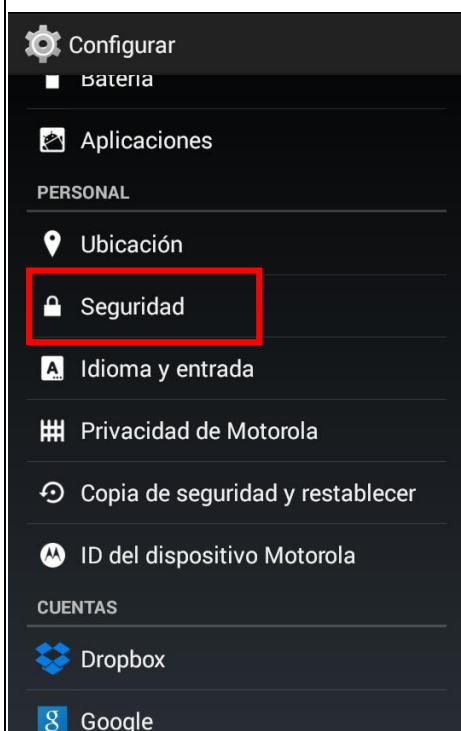 Configurar
Batería
Aplicaciones
PERSONAL
Ubicación
Seguridad
Idioma y entrada
Privacidad de Motorola
Copia de seguridad y restablecer
ID del dispositivo Motorola
CUENTAS
Dropbox
Google